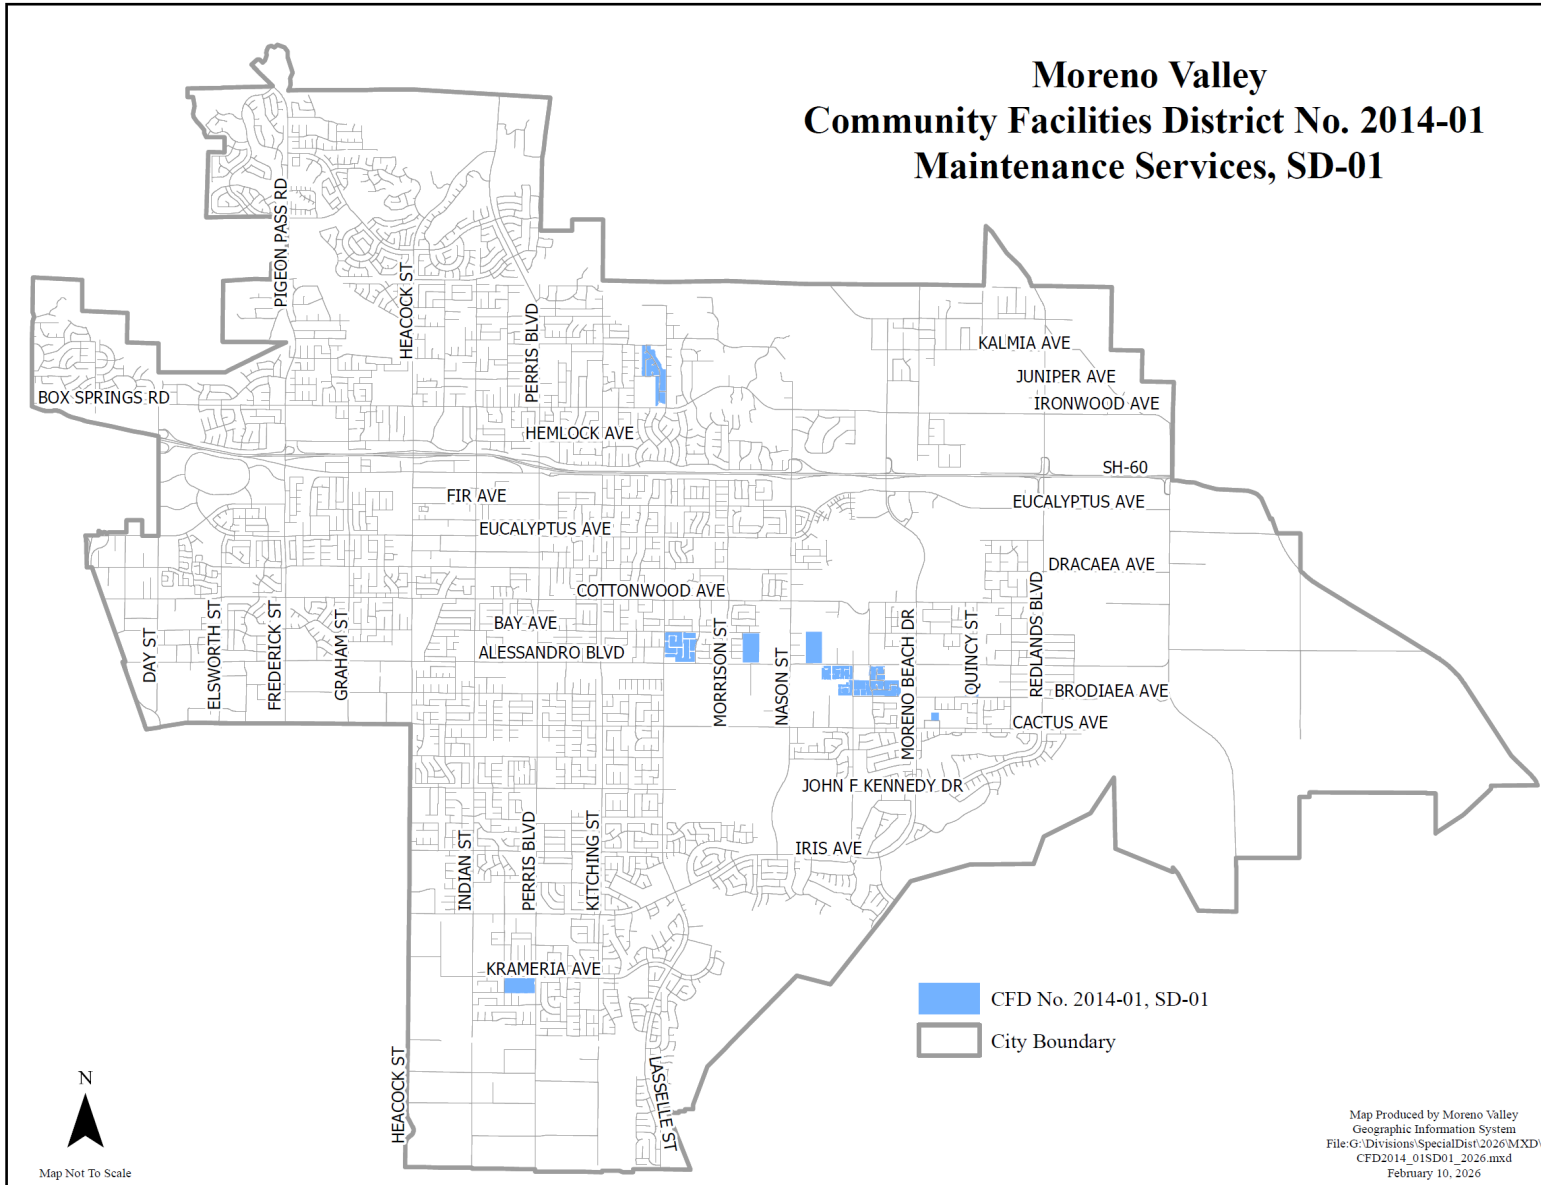 Moreno Valley
Community Facilities District No. 2014-01
Maintenance Services, SD-01
PIGEON PASS RD
HEACOCK ST
PERRIS BLVD
KALMIA AVE
JUNIPER AVE
BOX SPRINGS RD
IRONWOOD AVE
HEMLOCK AVE
SH-60
FIR AVE
EUCALYPTUS AVE
EUCALYPTUS AVE
DRACAEA AVE
COTTONWOOD AVE
BAY AVE
ALESSANDRO BLVD
DAY ST
ELSWORTH ST
FREDERICK ST
GRAHAM ST
MORRISON ST
NASON ST
MORENO BEACH DR
QUINCY ST
REDLANDS BLVD
BRODIAEA AVE
CACTUS AVE
JOHN F KENNEDY DR
IRIS AVE
INDIAN ST
PERRIS BLVD
KITCHING ST
KRAMERIA AVE
HEACOCK ST
LASSELLE ST
CFD No. 2014-01, SD-01
City Boundary
N
Map Not To Scale
Map Produced by Moreno Valley
Geographic Information System
File:G:\Divisions\SpecialDist\2026\MXD\
CFD2014_01SD01_2026.mxd
February 10, 2026